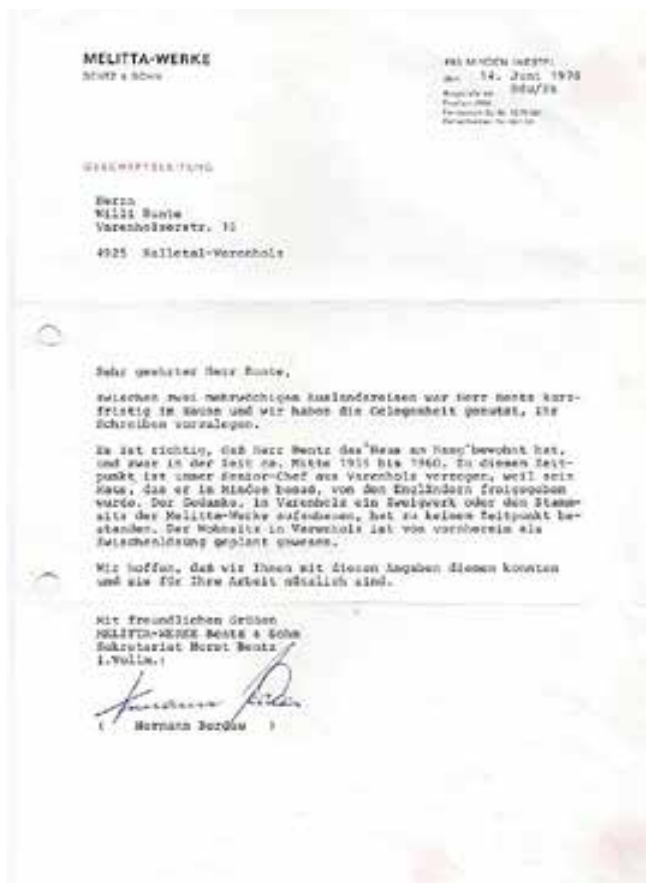 MELITTA-WERKE
BENTZ & SOHN
14. Juni 1978
GESCHÄFTSLEITUNG
Herrn
Willi
Varenholzerstr.
4925 Kalletal-Varenholz
Sehr geehrter Herr
zwischen zwei mehrwöchigen Auslandsreisen war Herr Bentz kurz-
fristig im Hause und wir haben die Gelegenheit genutzt, Ihr
Schreiben vorzulegen.
Es ist richtig, daß Herr Bentz das "Haus am Hang" bewohnt hat,
und zwar in der Zeit ca. Mitte bis 1960. Zu diesem Zeit-
punkt ist unser Senior-Chef aus Varenholz verzogen, weil sein
Haus, das er in Minden besaß, von den Engländern freigegeben
wurde. Der Gedanke, in Varenholz ein Zweigwerk oder den Stamm-
sitz der Melitta-Werke aufzubauen, hat zu keinem Zeitpunkt be-
standen. Der Wohnsitz in Varenholz ist von vornherein als
Zwischenlösung geplant gewesen.
Wir hoffen, daß wir Ihnen mit diesen Angaben dienen konnten
und sie für Ihre Arbeit nützlich sind.
Mit freundlichen Grüßen
MELITTA-WERKE Bentz & Sohn
Sekretariat Horst Bentz
i.Vollm.:
( Hermann )